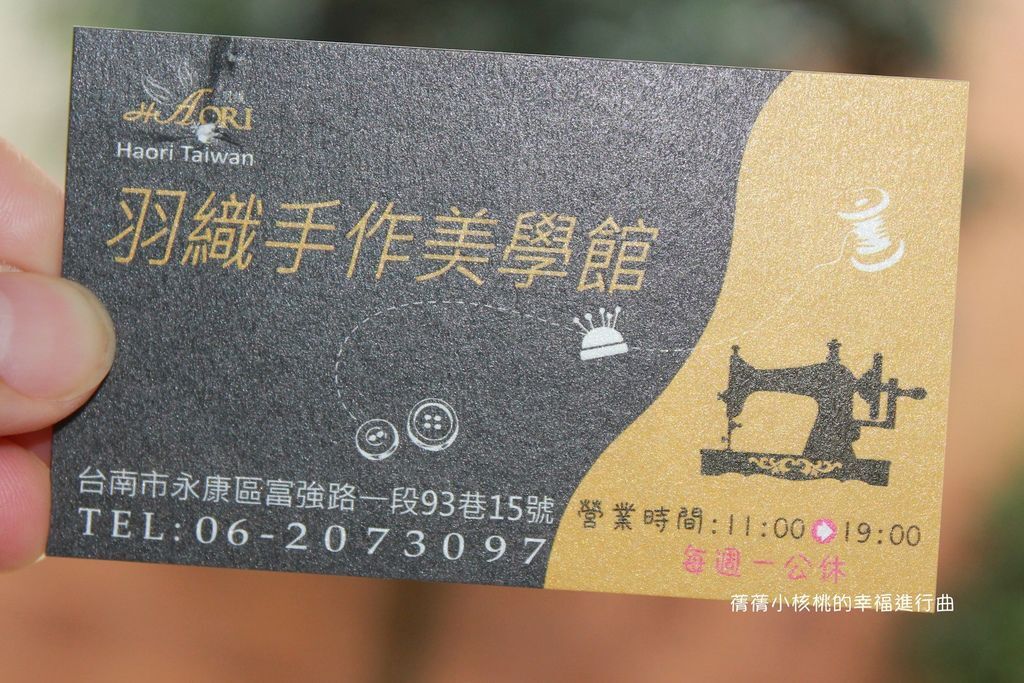 HAORI
Haori Taiwan
羽織手作美學館
台南市永康區富強路一段93巷15號
TEL:06-2073097
營業時間:11:00 19:00
每週一公休
蒨蒨小核桃的幸福進行曲